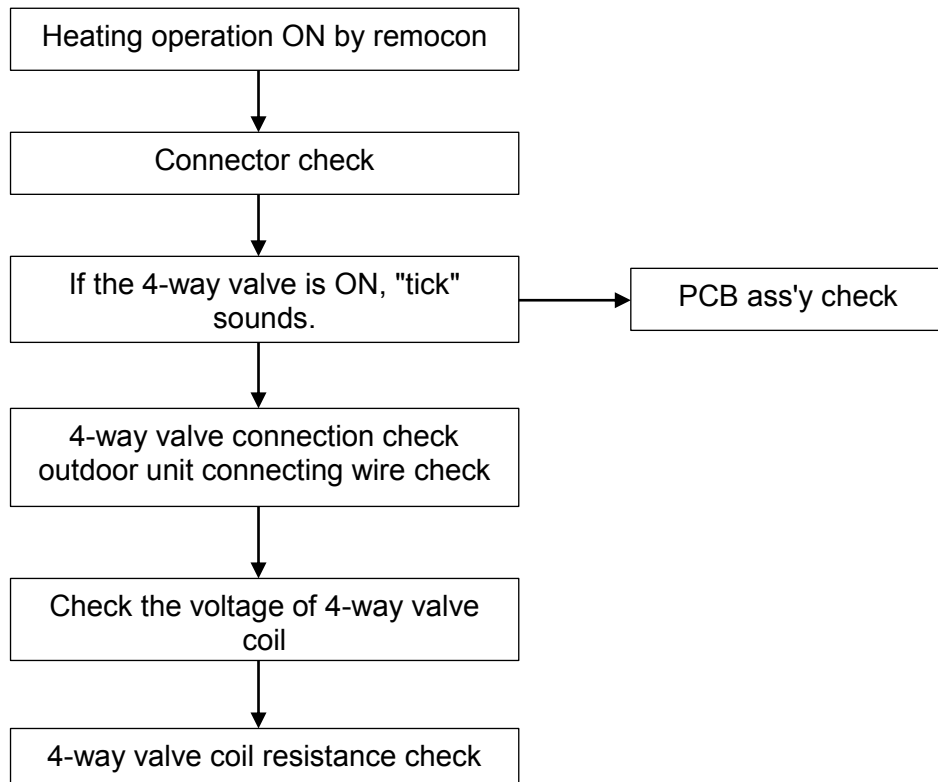 Heating operation ON by remocon
Connector check
If the 4-way valve is ON, "tick"
sounds.
PCB ass'y check
4-way valve connection check
outdoor unit connecting wire check
Check the voltage of 4-way valve
coil
4-way valve coil resistance check